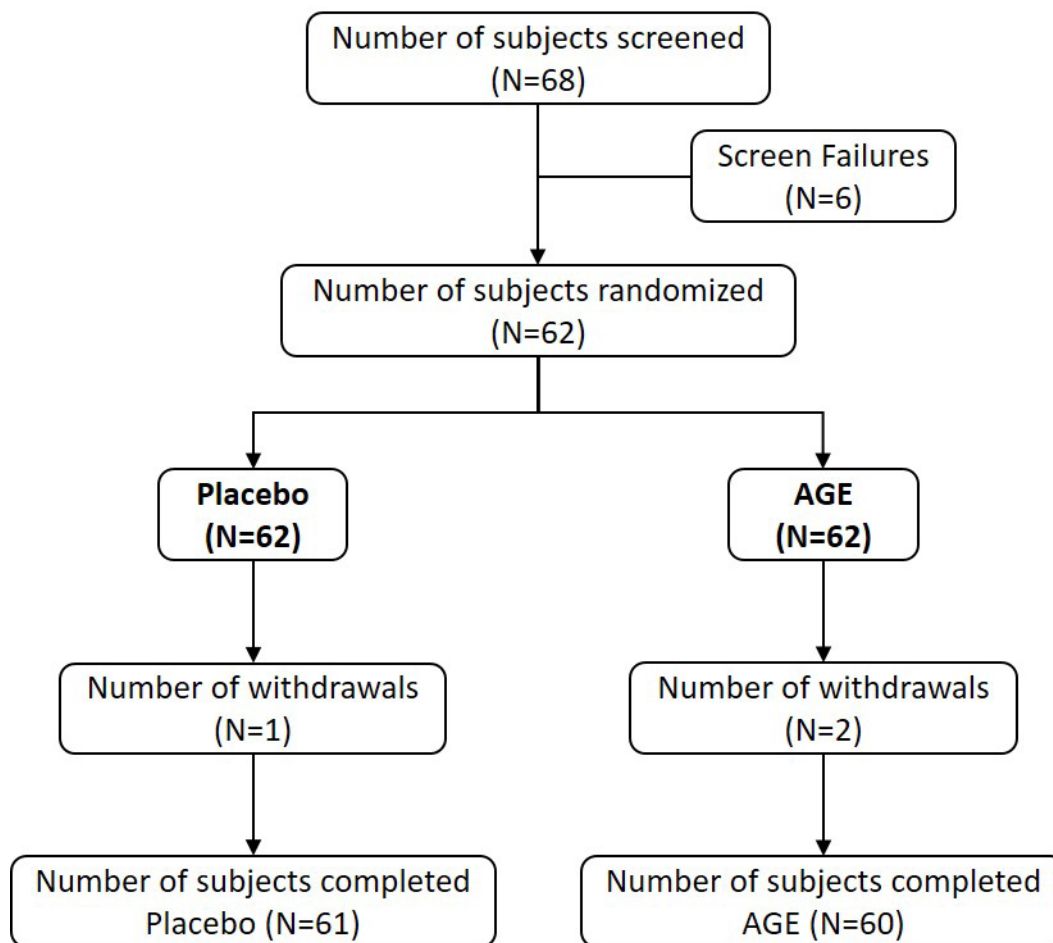 Number of subjects screened
(N=68)
Screen Failures
(N=6)
Number of subjects randomized
(N=62)
Placebo
(N=62)
AGE
(N=62)
Number of withdrawals
(N=1)
Number of withdrawals
(N=2)
Number of subjects completed
Placebo (N=61)
Number of subjects completed
AGE (N=60)